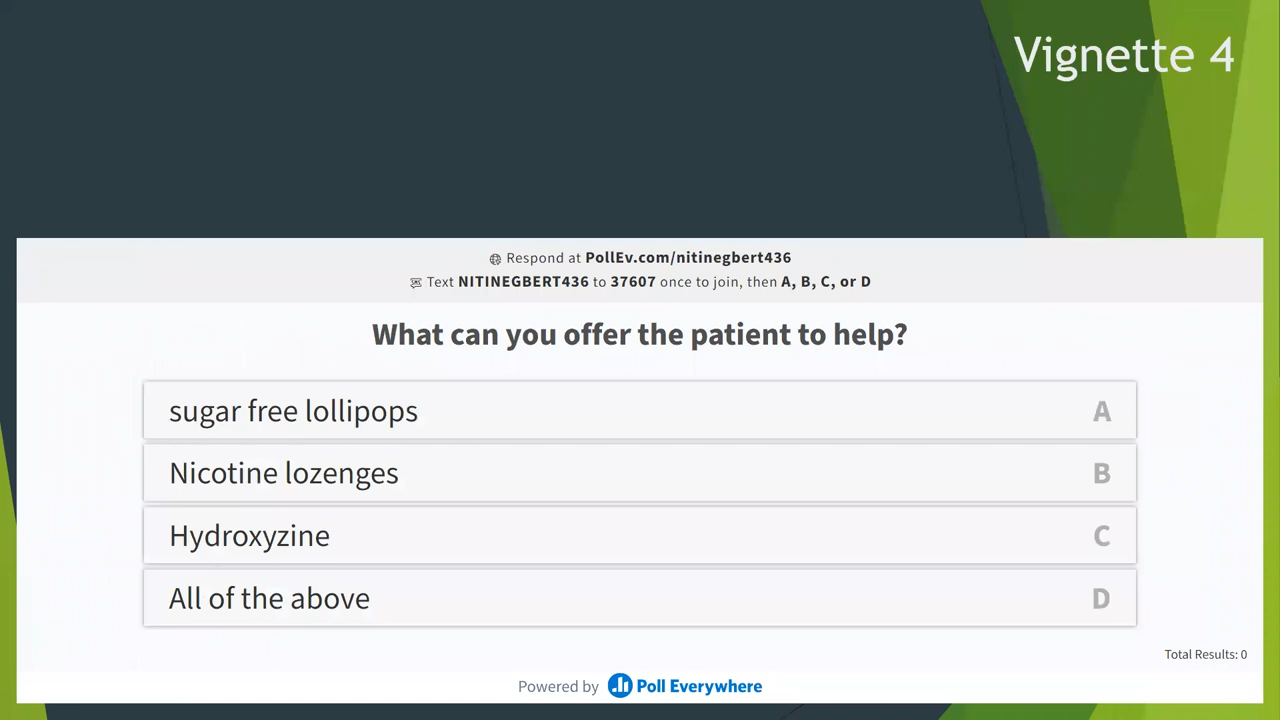 Vignette 4
Respond at PollEv.com/nitinegbert436
Text NITINEGBERT436 to 37607 once to join, then A, B, C, or D
What can you offer the patient to help?
sugar free lollipops A
Nicotine lozenges B
Hydroxyzine C
All of the above D
Total Results: 0
Powered by Poll Everywhere